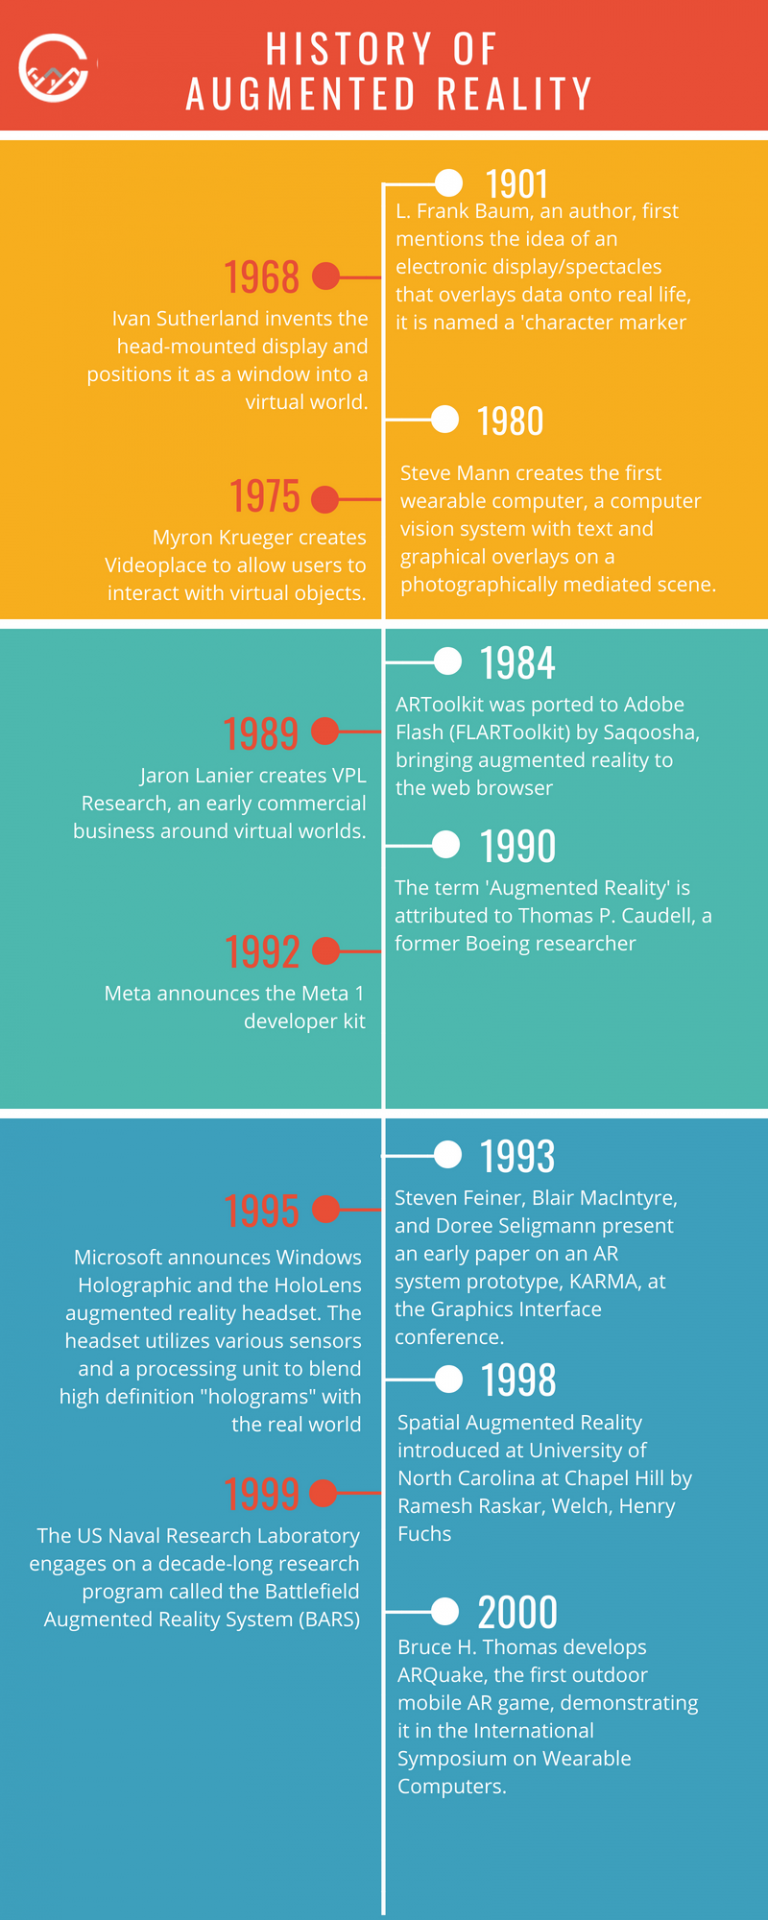 HISTORY OF
AUGMENTED REALITY
1901
L. Frank Baum, an author, first
mentions the idea of an
electronic display/spectacles
that overlays data onto real life,
it is named a 'character marker
1968
Ivan Sutherland invents the
head-mounted display and
positions it as a window into a
virtual world.
1980
Steve Mann creates the first
wearable computer, a computer
vision system with text and
graphical overlays on a
photographically mediated scene.
1975
Myron Krueger creates
Videoplace to allow users to
interact with virtual objects.
1984
ARToolkit was ported to Adobe
Flash (FLARToolkit) by Saqoosha,
bringing augmented reality to
the web browser
1989
Jaron Lanier creates VPL
Research, an early commercial
business around virtual worlds.
1990
The term 'Augmented Reality' is
attributed to Thomas P. Caudell, a
former Boeing researcher
1992
Meta announces the Meta 1
developer kit
1993
Steven Feiner, Blair MacIntyre,
and Doree Seligmann present
an early paper on an AR
system prototype, KARMA, at
the Graphics Interface
conference.
1995
Microsoft announces Windows
Holographic and the HoloLens
augmented reality headset. The
headset utilizes various sensors
and a processing unit to blend
high definition "holograms" with
the real world
1998
Spatial Augmented Reality
introduced at University of
North Carolina at Chapel Hill by
Ramesh Raskar, Welch, Henry
Fuchs
1999
The US Naval Research Laboratory
engages on a decade-long research
program called the Battlefield
Augmented Reality System (BARS)
2000
Bruce H. Thomas develops
ARQuake, the first outdoor
mobile AR game, demonstrating
it in the International
Symposium on Wearable
Computers.